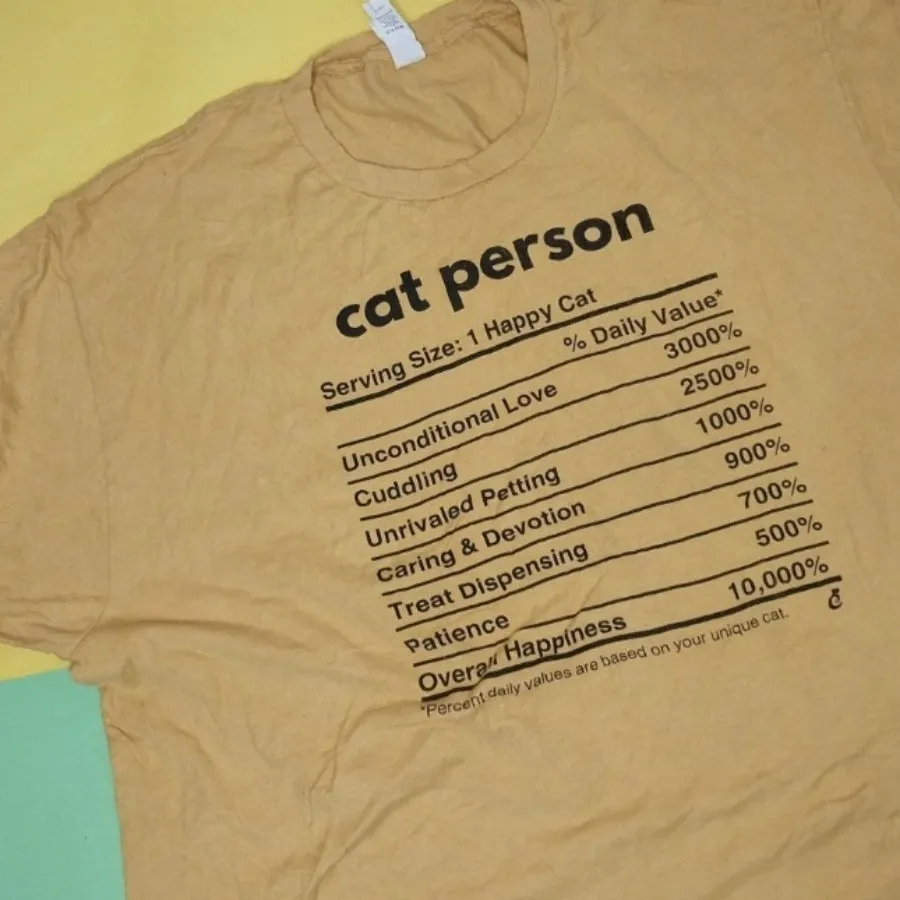 cat person
Serving Size: 1 Happy Cat
% Daily Value*
Unconditional Love 3000%
Cuddling 2500%
Unrivaled Petting 1000%
Caring & Devotion 900%
Treat Dispensing 700%
Patience 500%
Overall Happiness 10,000%
*Percent daily values are based on your unique cat.